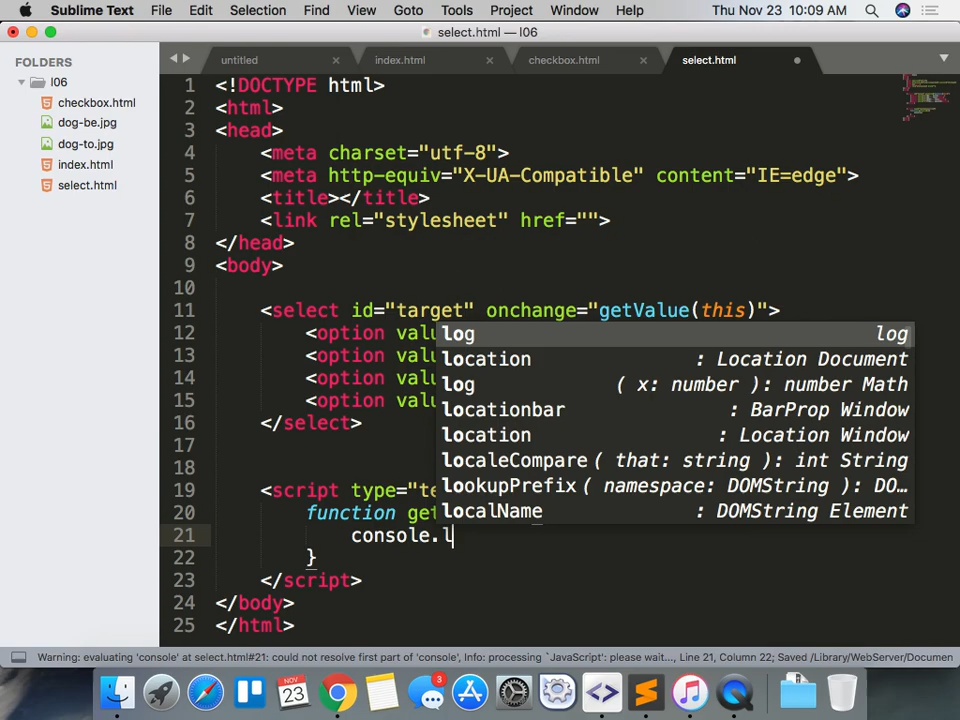 Sublime Text File Edit Selection Find View Goto Tools Project Window Help Thu Nov 23 10:09 AM
select.html — l06
FOLDERS
l06
checkbox.html
dog-be.jpg
dog-to.jpg
index.html
select.html
untitled × index.html × checkbox.html × select.html
1 <!DOCTYPE html>
2 <html>
3 <head>
4 <meta charset="utf-8">
5 <meta http-equiv="X-UA-Compatible" content="IE=edge">
6 <title></title>
7 <link rel="stylesheet" href="">
8 </head>
9 <body>
10
11 <select id="target" onchange="getValue(this)">
12 <option valu
13 <option valu
14 <option valu
15 <option valu
16 </select>
17
18
19 <script type="te
20 function get
21 console.l
22 }
23 </script>
24 </body>
25 </html>
log log
location : Location Document
log ( x: number ): number Math
locationbar : BarProp Window
location : Location Window
localeCompare ( that: string ): int String
lookupPrefix ( namespace: DOMString ): DO…
localName : DOMString Element
Warning: evaluating 'console' at select.html#21: could not resolve first part of 'console', Info: processing `JavaScript': please wait..., Line 21, Column 22; Saved /Library/WebServer/Documen
NOV
23
3